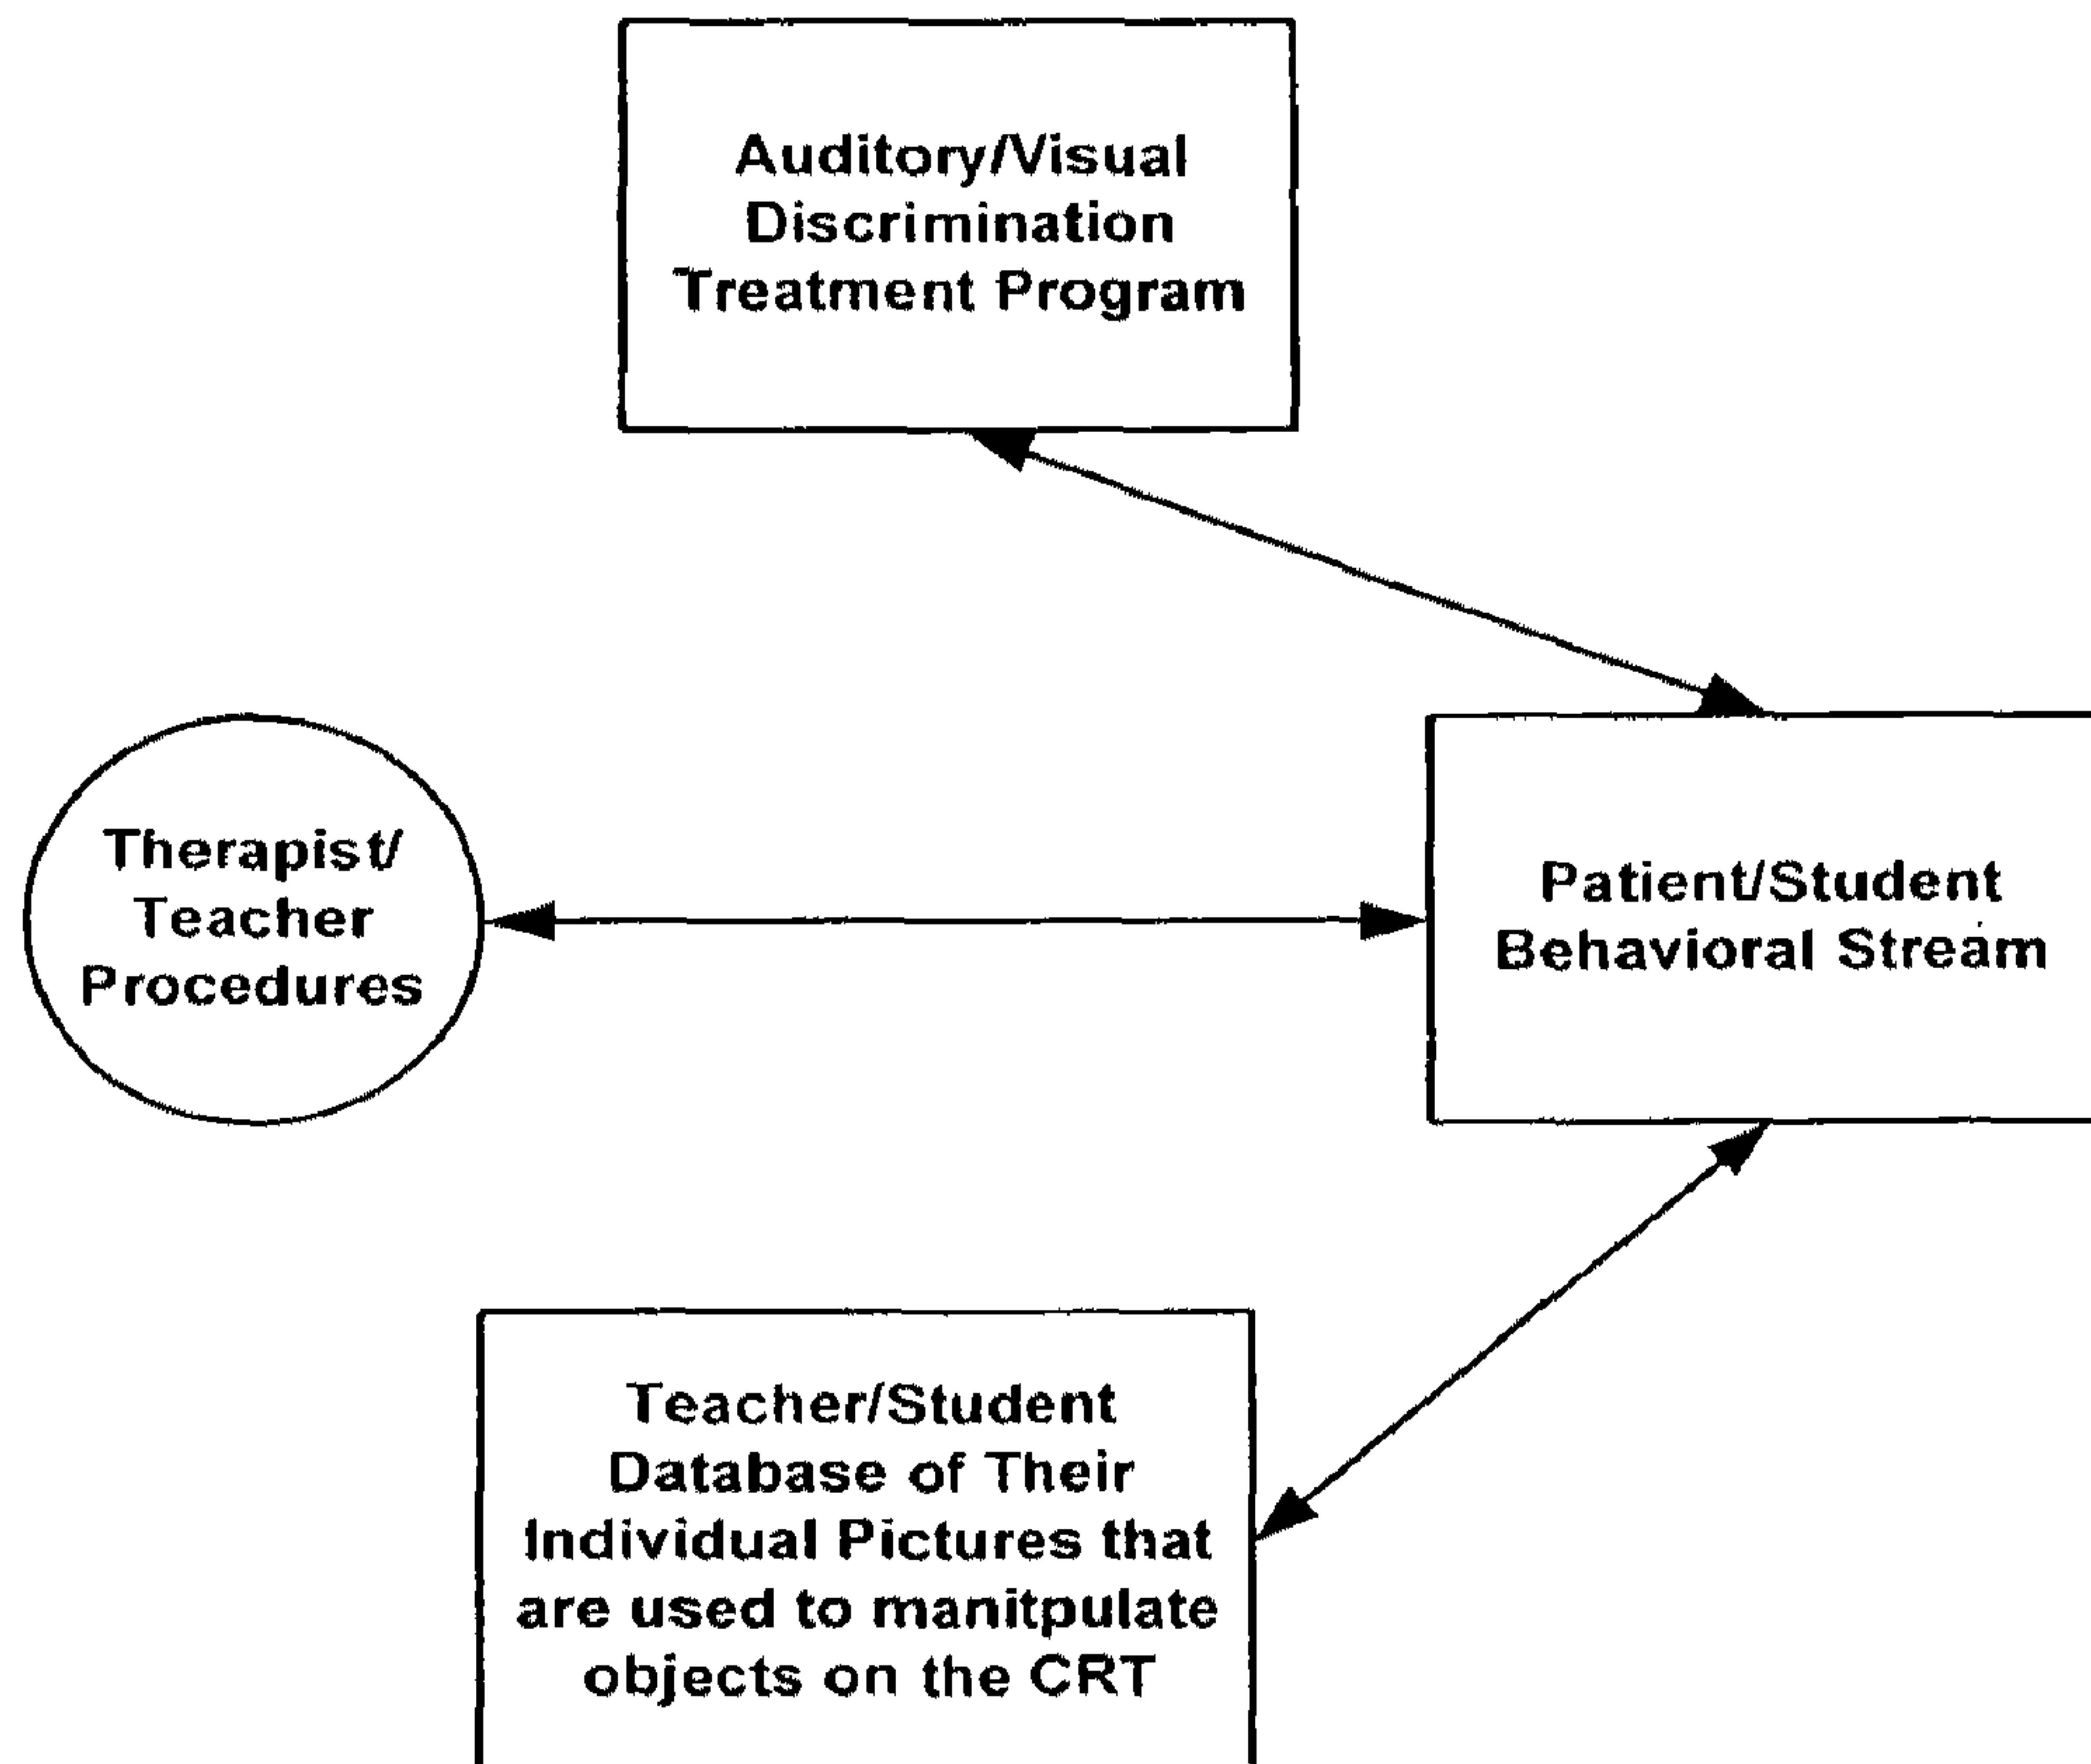 Auditory/Visual
Discrimination
Treatment Program
Therapist/
Teacher
Procedures
Patient/Student
Behavioral Stream
Teacher/Student
Database of Their
Individual Pictures that
are used to manitpulate
objects on the CRT